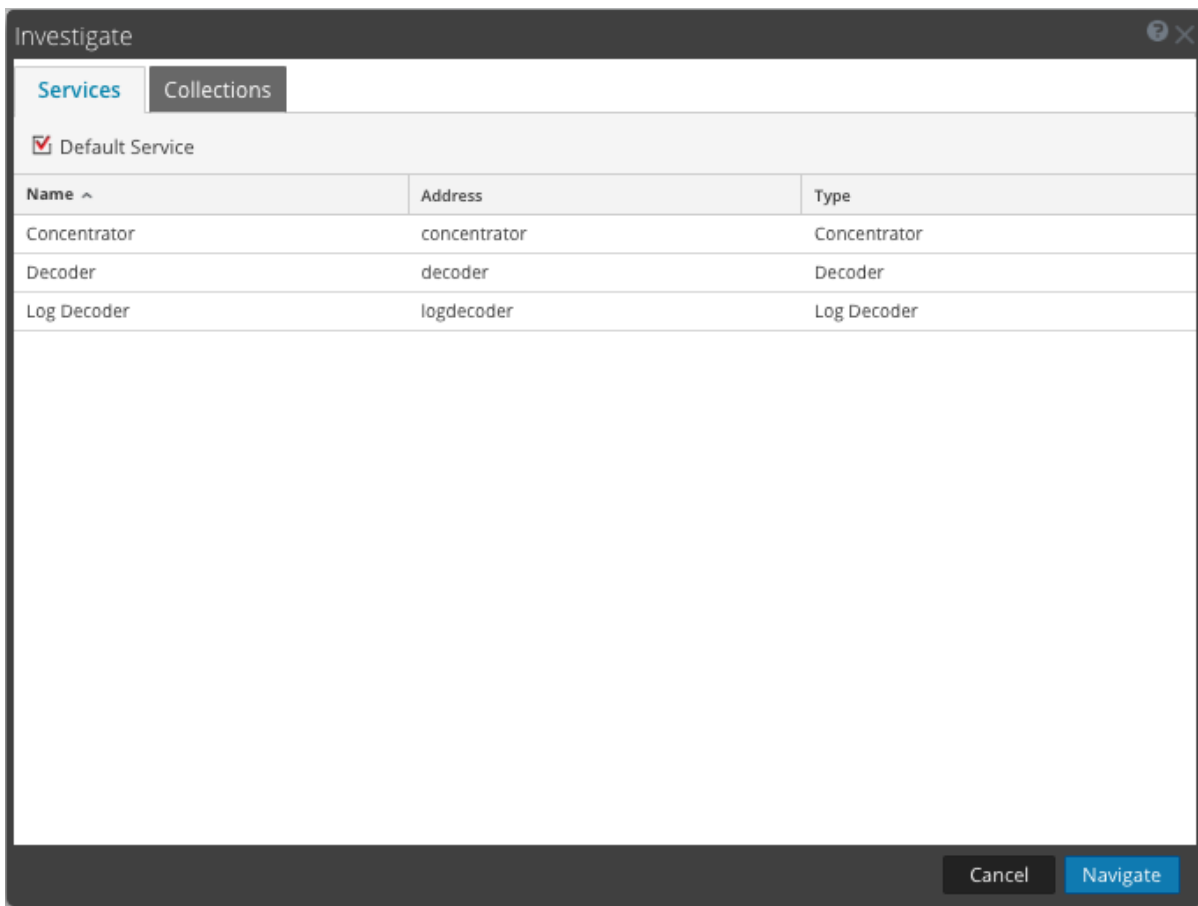 Investigate
Services Collections
Default Service
Name Address Type
Concentrator concentrator Concentrator
Decoder decoder Decoder
Log Decoder logdecoder Log Decoder
Cancel Navigate